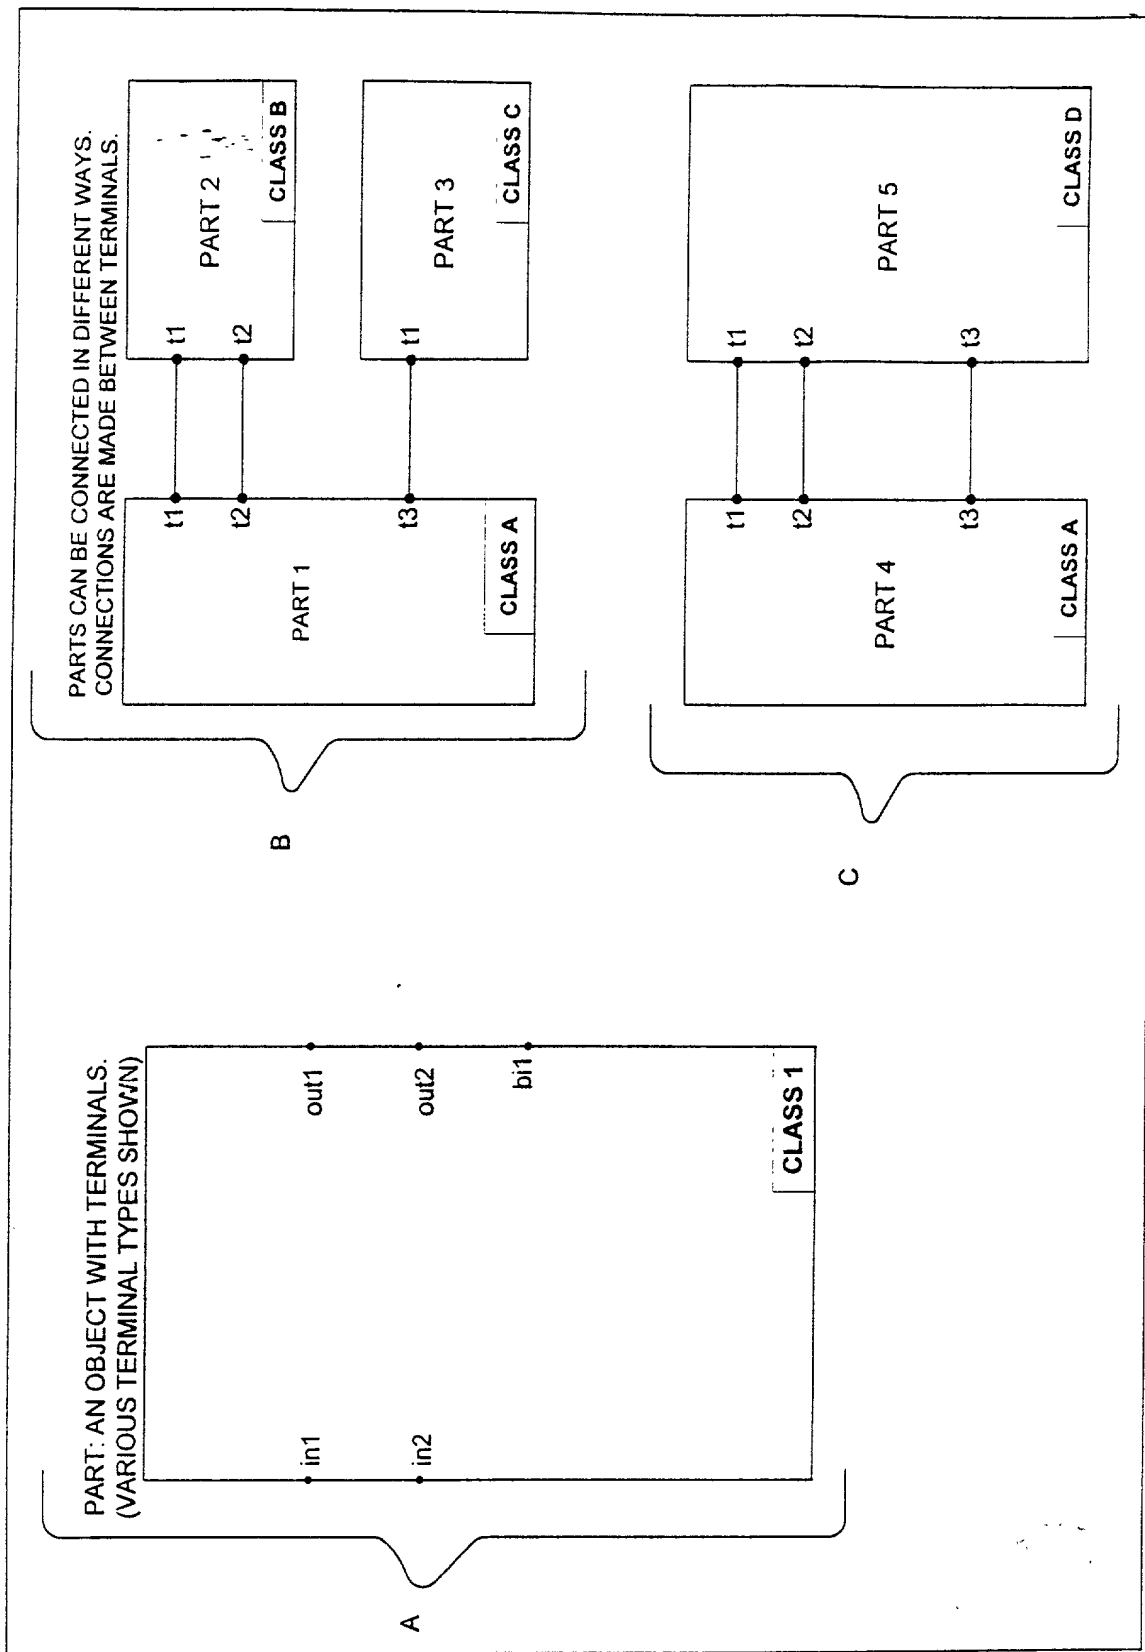 PART: AN OBJECT WITH TERMINALS.
(VARIOUS TERMINAL TYPES SHOWN)
A
in1
out1
in2
out2
bi1
CLASS 1
PARTS CAN BE CONNECTED IN DIFFERENT WAYS.
CONNECTIONS ARE MADE BETWEEN TERMINALS.
B
t1
t1
t2
t2
PART 2
CLASS B
PART 1
t3
t1
PART 3
CLASS A
CLASS C
C
t1
t1
t2
t2
PART 4
PART 5
t3
t3
CLASS A
CLASS D